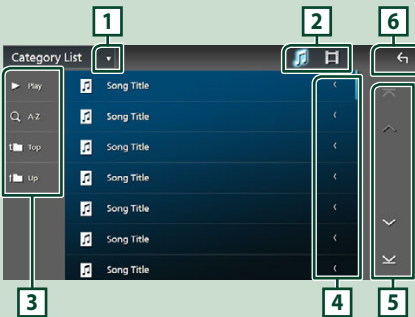 1
2
6
Category List
Play
Song Title
A-Z
Song Title
Top
Song Title
Up
Song Title
Song Title
Song Title
Song Title
3
4
5